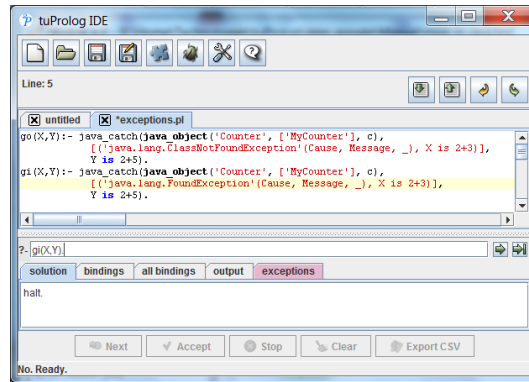 tuProlog IDE
Line: 5
untitled
*exceptions.pl
go(X,Y):- java_catch(java_object('Counter', ['MyCounter'], c),
[('java.lang.ClassNotFoundException'(Cause, Message, _), X is 2+3)],
Y is 2+5).
gi(X,Y):- java_catch(java_object('Counter', ['MyCounter'], c),
[('java.lang.FoundException'(Cause, Message, _), X is 2+3)],
Y is 2+5).
?- gi(X,Y).
solution bindings all bindings output exceptions
halt.
Next Accept Stop Clear Export CSV
No. Ready.